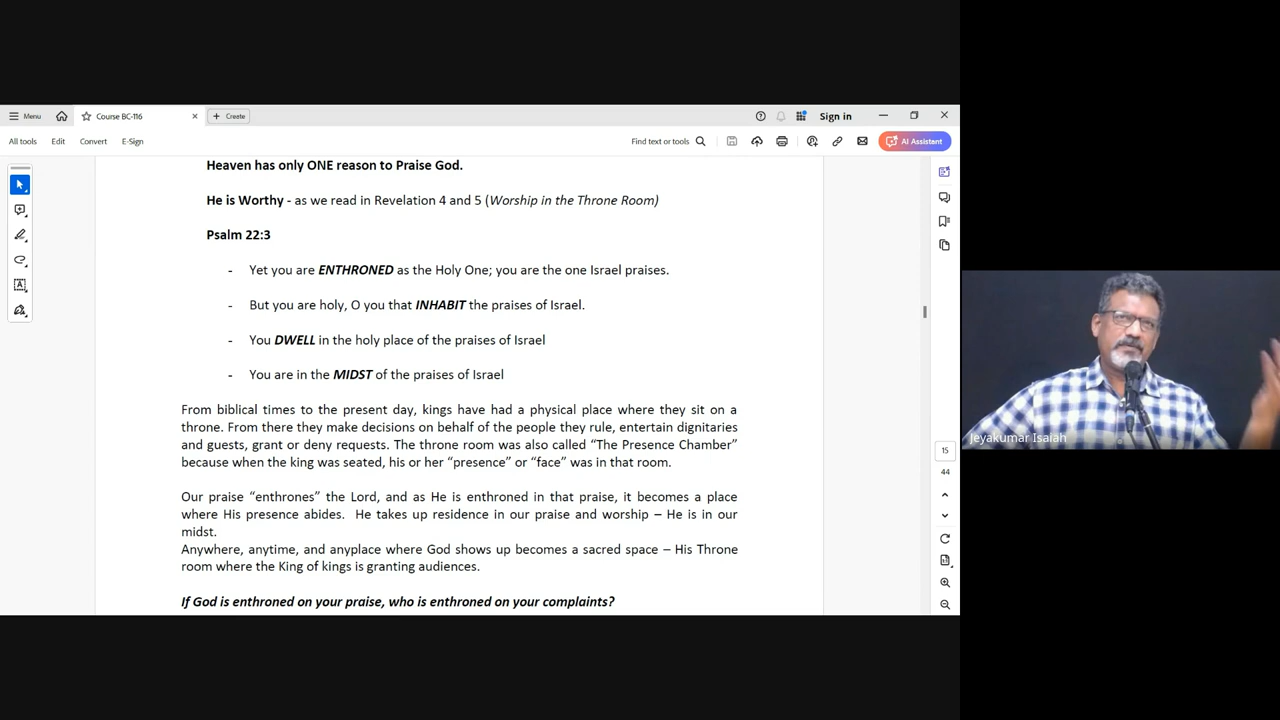 Menu
Course BC-116
Create
Sign in
All tools
Edit
Convert
E-Sign
Find text or tools
AI Assistant
Heaven has only ONE reason to Praise God.
He is Worthy - as we read in Revelation 4 and 5 (Worship in the Throne Room)
Psalm 22:3
- Yet you are ENTHRONED as the Holy One; you are the one Israel praises.
- But you are holy, O you that INHABIT the praises of Israel.
- You DWELL in the holy place of the praises of Israel
- You are in the MIDST of the praises of Israel
From biblical times to the present day, kings have had a physical place where they sit on a
throne. From there they make decisions on behalf of the people they rule, entertain dignitaries
and guests, grant or deny requests. The throne room was also called “The Presence Chamber”
because when the king was seated, his or her “presence” or “face” was in that room.
Our praise “enthrones” the Lord, and as He is enthroned in that praise, it becomes a place
where His presence abides. He takes up residence in our praise and worship – He is in our
midst.
Anywhere, anytime, and anyplace where God shows up becomes a sacred space – His Throne
room where the King of kings is granting audiences.
If God is enthroned on your praise, who is enthroned on your complaints?
15
44
Jeyakumar Isaiah